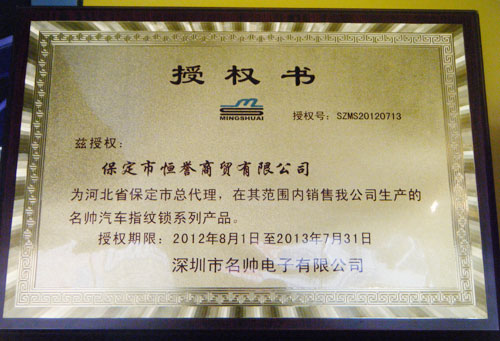 授权书
MINGSHUAI
授权号：SZMS20120713
兹授权：
保定市恒誉商贸有限公司
为河北省保定市总代理，在其范围内销售我公司生产的
名帅汽车指纹锁系列产品。
授权期限：2012年8月1日至2013年7月31日
深圳市名帅电子有限公司